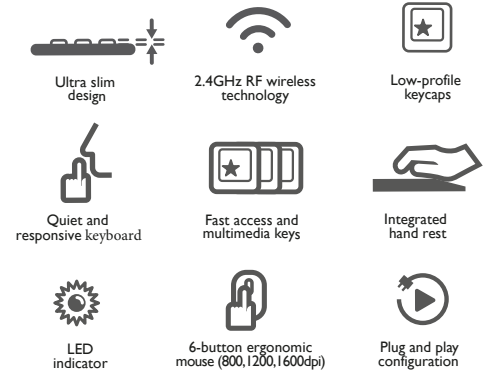 Ultra slim
design
2.4GHz RF wireless
technology
Low-profile
keycaps
Quiet and
responsive keyboard
Fast access and
multimedia keys
Integrated
hand rest
LED
indicator
6-button ergonomic
mouse (800,1200,1600dpi)
Plug and play
configuration